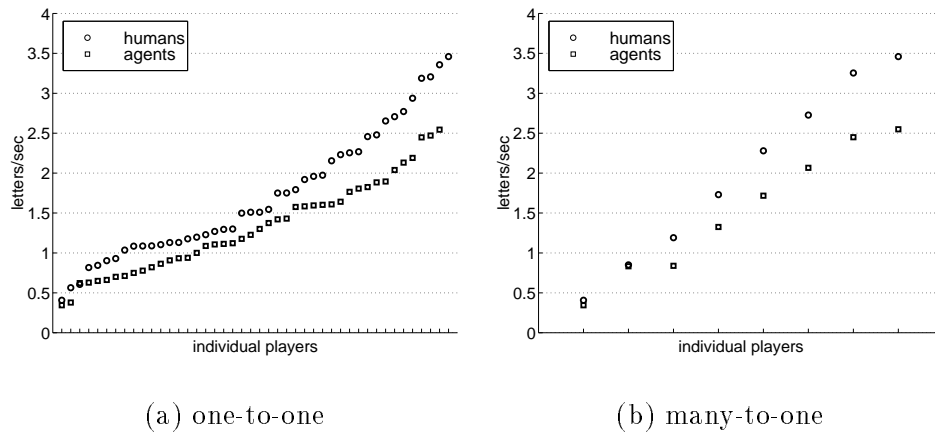 4
3.5
3
2.5
2
1.5
1
0.5
0
letters/sec
humans
agents
individual players
(a) one-to-one
4
3.5
3
2.5
2
1.5
1
0.5
0
letters/sec
humans
agents
individual players
(b) many-to-one